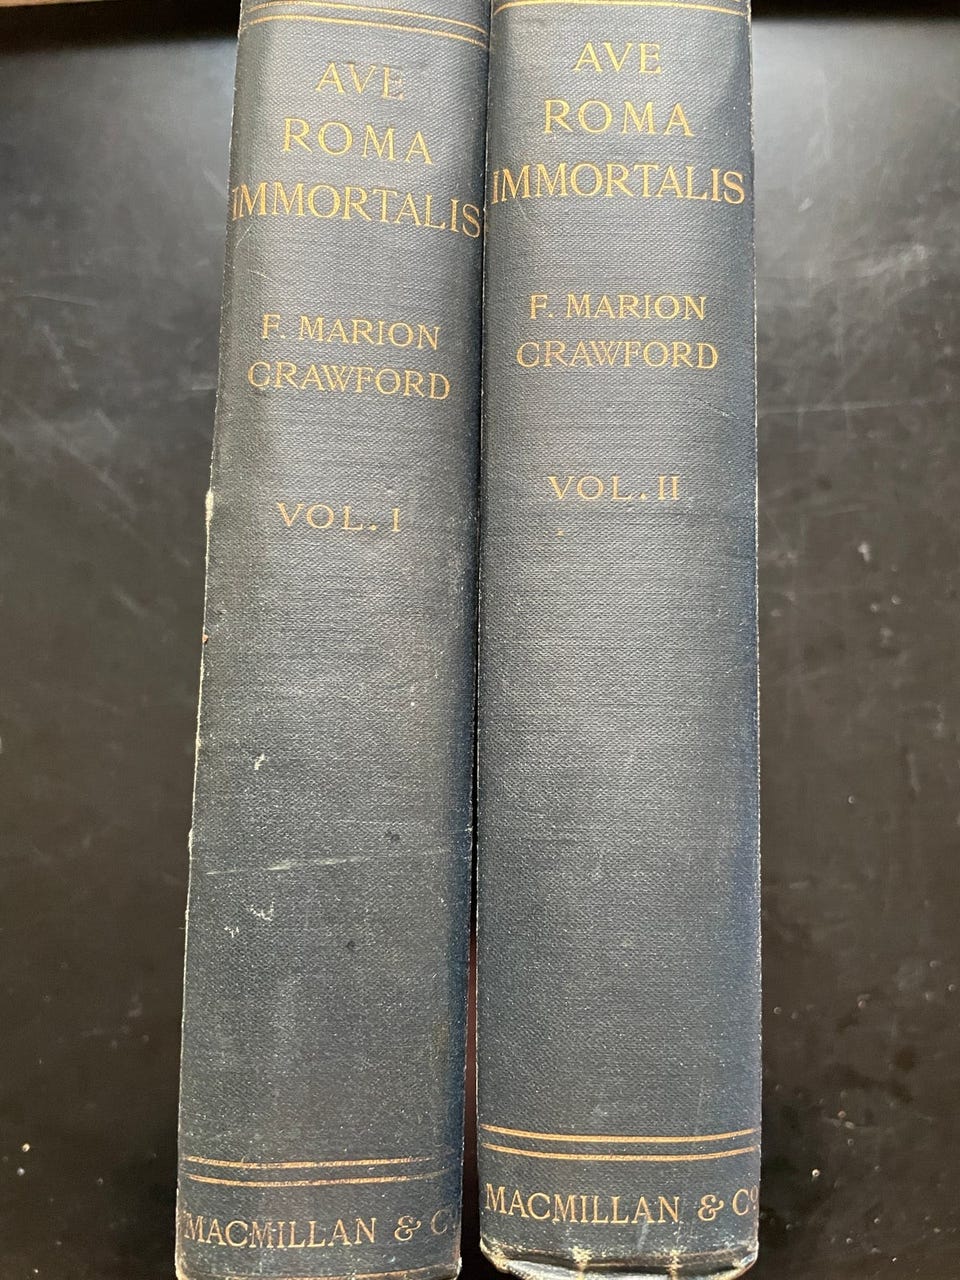 AVE
ROMA
IMMORTALIS
F. MARION
CRAWFORD
VOL. I
MACMILLAN & Co.
AVE
ROMA
IMMORTALIS
F. MARION
CRAWFORD
VOL. II
MACMILLAN & Co.